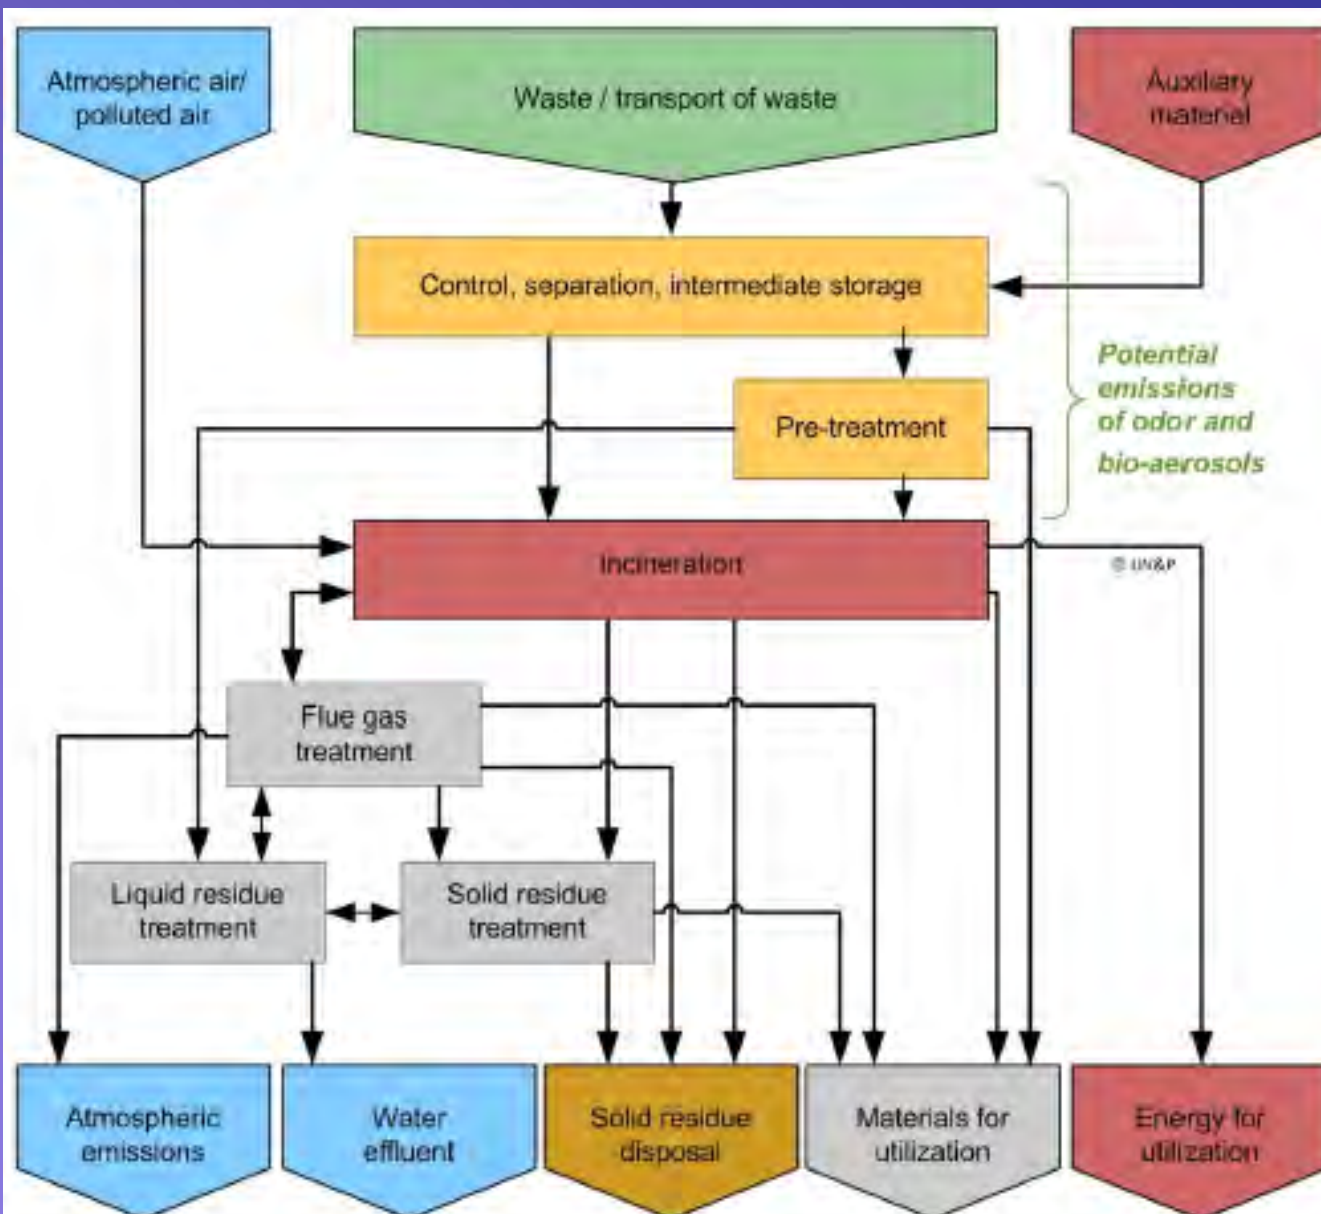 Atmospheric air/
polluted air
Waste / transport of waste
Auxiliary
material
Control, separation, intermediate storage
Potential
emissions
of odor and
bio-aerosols
Pre-treatment
Incineration
© UN&P
Flue gas
treatment
Liquid residue
treatment
Solid residue
treatment
Atmospheric
emissions
Water
effluent
Solid residue
disposal
Materials for
utilization
Energy for
utilization